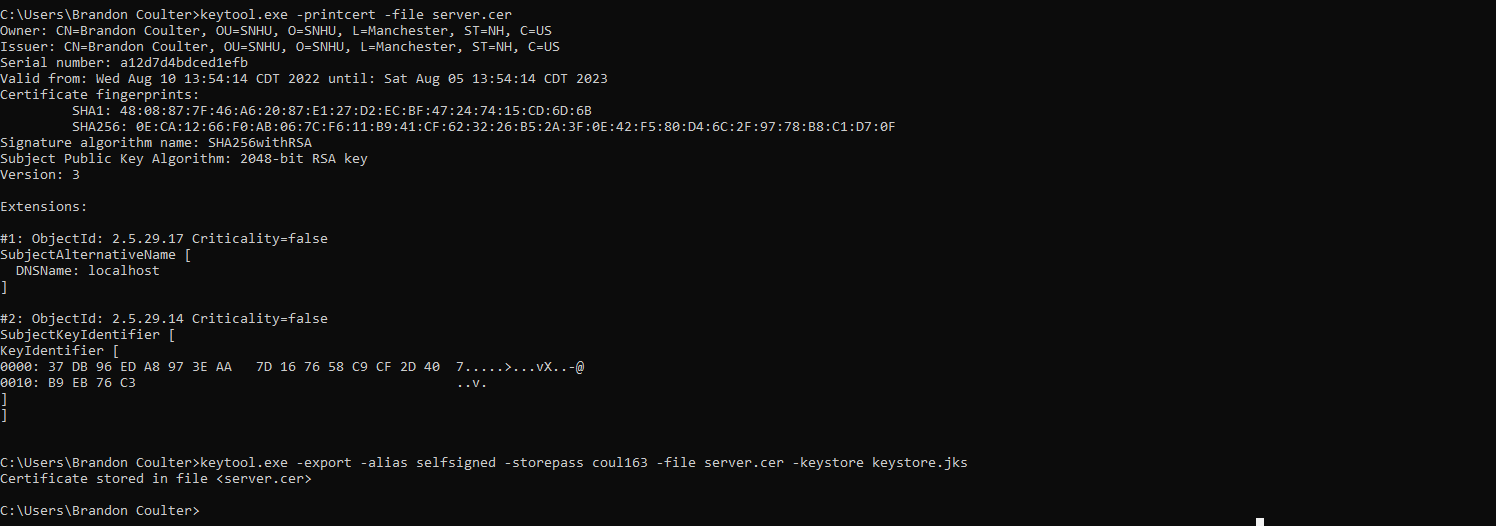 C:\Users\Brandon Coulter>keytool.exe -printcert -file server.cer
Owner: CN=Brandon Coulter, OU=SNHU, O=SNHU, L=Manchester, ST=NH, C=US
Issuer: CN=Brandon Coulter, OU=SNHU, O=SNHU, L=Manchester, ST=NH, C=US
Serial number: a12d7d4bdced1efb
Valid from: Wed Aug 10 13:54:14 CDT 2022 until: Sat Aug 05 13:54:14 CDT 2023
Certificate fingerprints:
         SHA1: 48:08:87:7F:46:A6:20:87:E1:27:D2:EC:BF:47:24:74:15:CD:6D:6B
         SHA256: 0E:CA:12:66:F0:AB:06:7C:F6:11:B9:41:CF:62:32:26:B5:2A:3F:0E:42:F5:80:D4:6C:2F:97:78:B8:C1:D7:0F
Signature algorithm name: SHA256withRSA
Subject Public Key Algorithm: 2048-bit RSA key
Version: 3
Extensions:
#1: ObjectId: 2.5.29.17 Criticality=false
SubjectAlternativeName [
  DNSName: localhost
]
#2: ObjectId: 2.5.29.14 Criticality=false
SubjectKeyIdentifier [
KeyIdentifier [
0000: 37 DB 96 ED A8 97 3E AA   7D 16 76 58 C9 CF 2D 40  7.....>...vX..-@
0010: B9 EB 76 C3                                        ..v.
]
]
C:\Users\Brandon Coulter>keytool.exe -export -alias selfsigned -storepass coul163 -file server.cer -keystore keystore.jks
Certificate stored in file <server.cer>
C:\Users\Brandon Coulter>